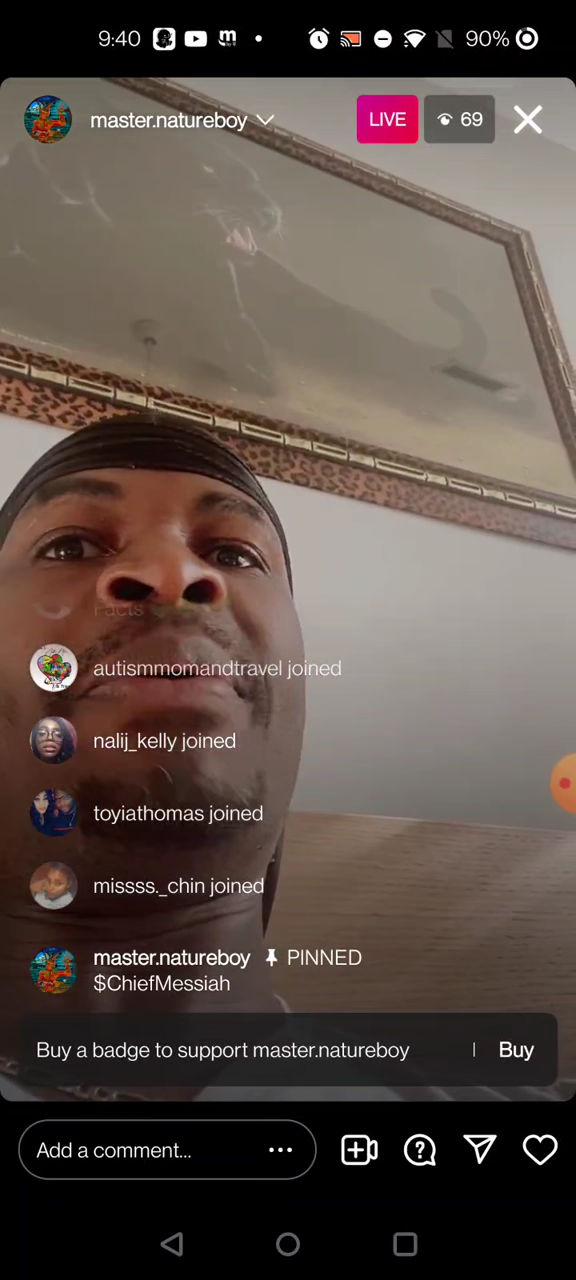 9:40
90%
master.natureboy
LIVE
69
Facts
autismmomandtravel joined
nalij_kelly joined
toyiathomas joined
missss._chin joined
master.natureboy PINNED
$ChiefMessiah
Buy a badge to support master.natureboy | Buy
Add a comment...